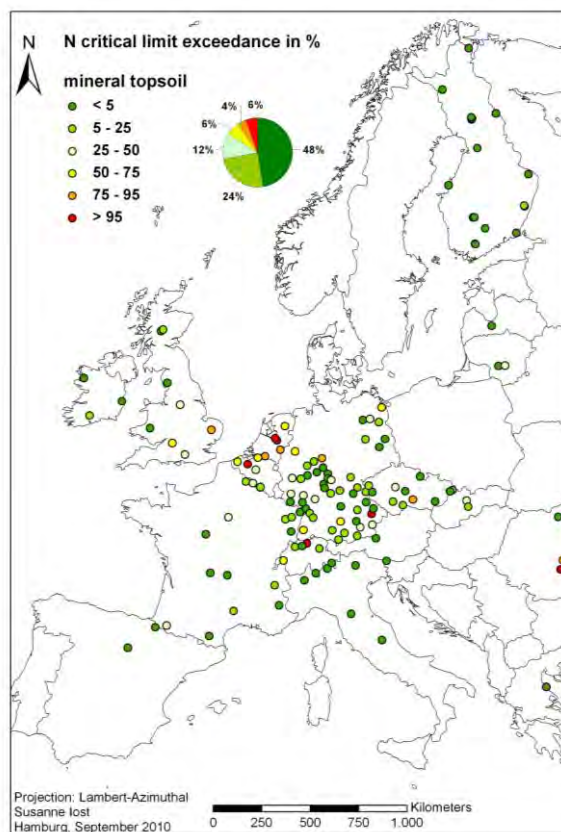 N critical limit exceedance in %
N
mineral topsoil
< 5
5 - 25
25 - 50
50 - 75
75 - 95
> 95
4% 6%
6%
12% 48%
24%
Projection: Lambert-Azimuthal
Susanne Iost
Hamburg, September 2010
Kilometers
0 250 500 750 1.000